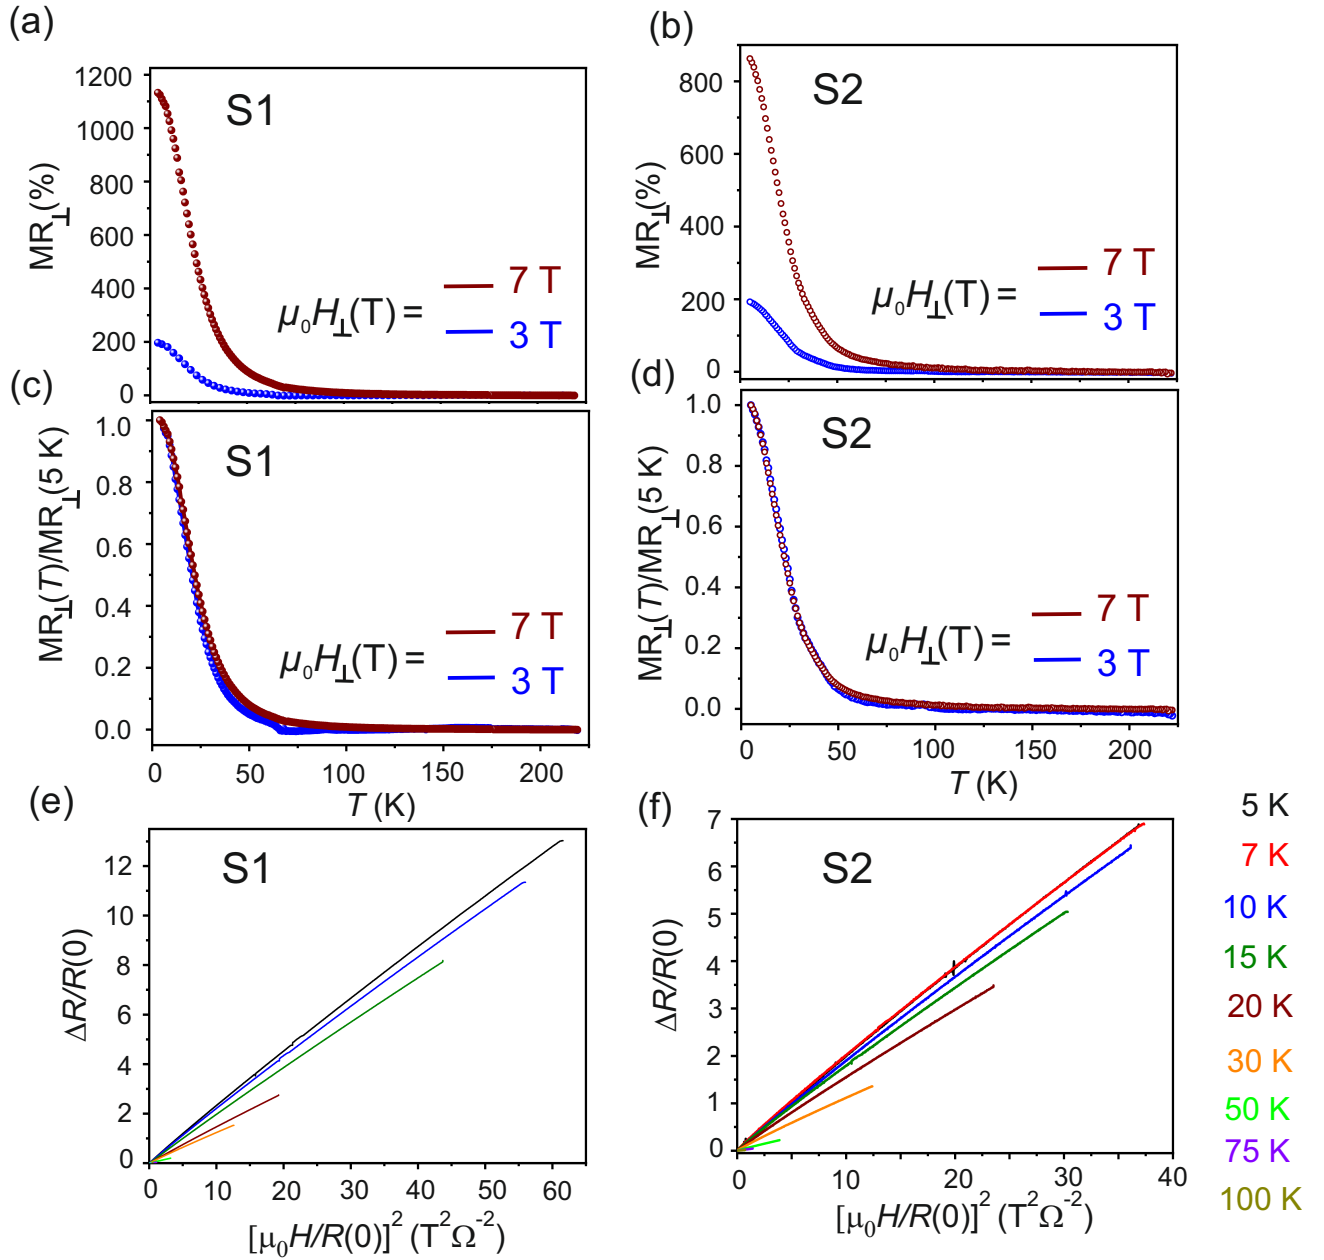 (a)
S1
MR⊥(%)
1200
1000
800
600
400
200
0
μ₀H⊥(T) =
7 T
3 T
(b)
S2
MR⊥(%)
800
600
400
200
0
μ₀H⊥(T) =
7 T
3 T
(c)
S1
MR⊥(T)/MR⊥(5 K)
1.0
0.8
0.6
0.4
0.2
0.0
μ₀H⊥(T) =
7 T
3 T
0 50 100 150 200
T (K)
(d)
S2
MR⊥(T)/MR⊥(5 K)
1.0
0.8
0.6
0.4
0.2
0.0
μ₀H⊥(T) =
7 T
3 T
0 50 100 150 200
T (K)
(e)
S1
ΔR/R(0)
12
10
8
6
4
2
0
0 10 20 30 40 50 60
[μ₀H/R(0)]² (T²Ω⁻²)
(f)
S2
ΔR/R(0)
7
6
5
4
3
2
1
0
0 10 20 30 40
[μ₀H/R(0)]² (T²Ω⁻²)
5 K
7 K
10 K
15 K
20 K
30 K
50 K
75 K
100 K